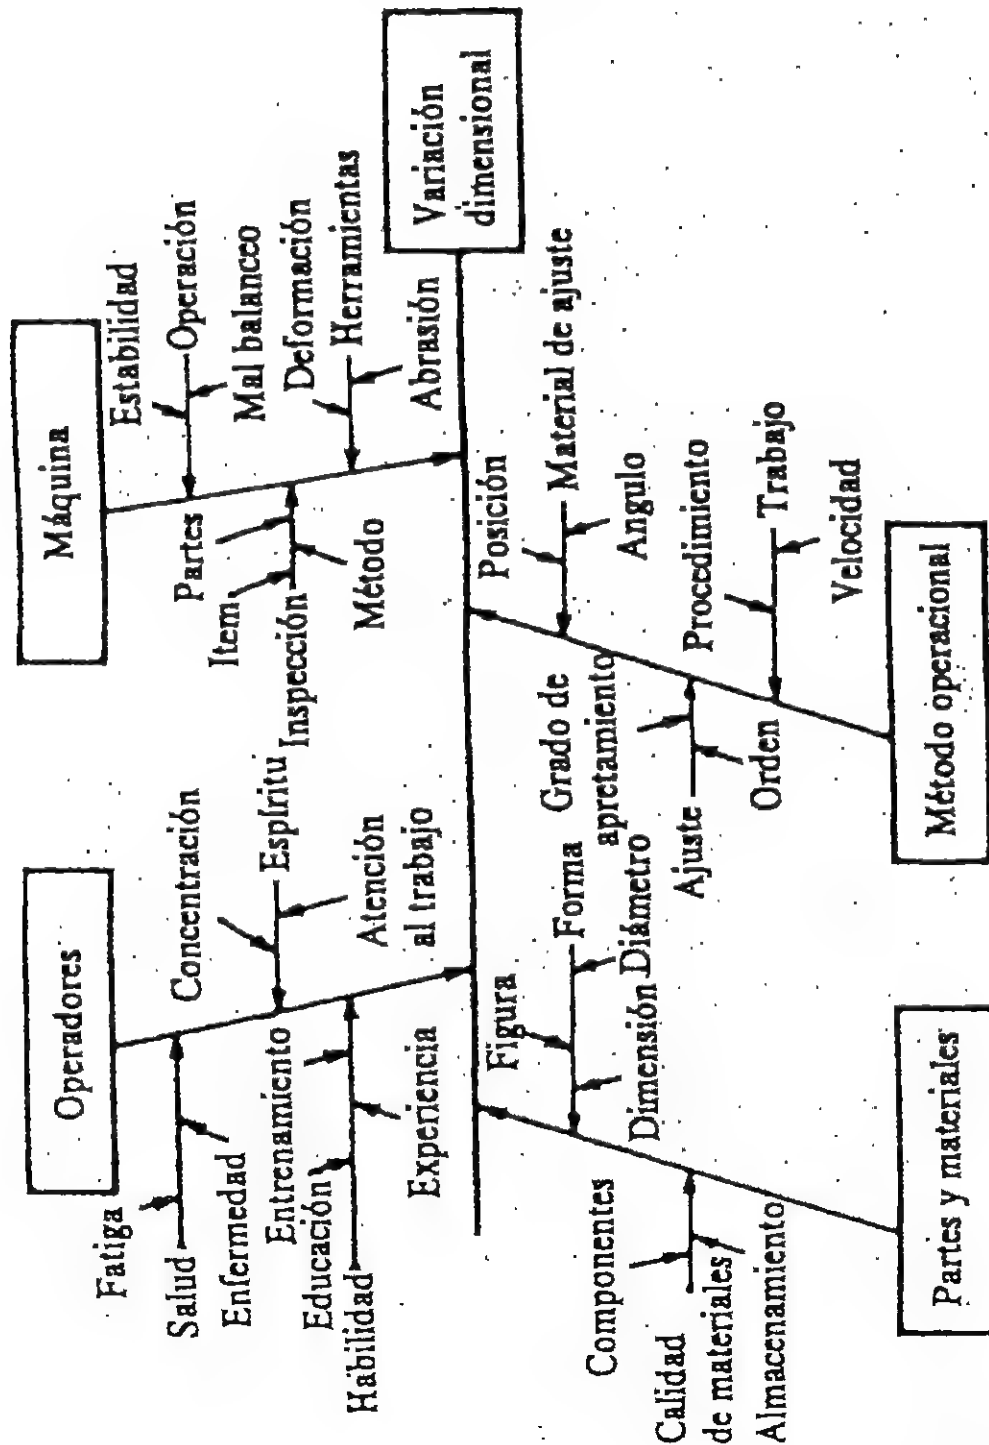 Operadores
Fatiga
Salud
Enfermedad
Concentración
Espíritu
Atención
al trabajo
Entrenamiento
Educación
Habilidad
Experiencia
Máquina
Estabilidad
Operación
Mal balanceo
Partes
Item
Inspección
Método
Deformación
Herramientas
Abrasión
Variación
dimensional
Figura
Forma
Dimensión
Diámetro
Componentes
Calidad
de materiales
Almacenamiento
Partes y materiales
Posición
Material de ajuste
Angulo
Grado de
apretamiento
Ajuste
Orden
Procedimiento
Trabajo
Velocidad
Método operacional